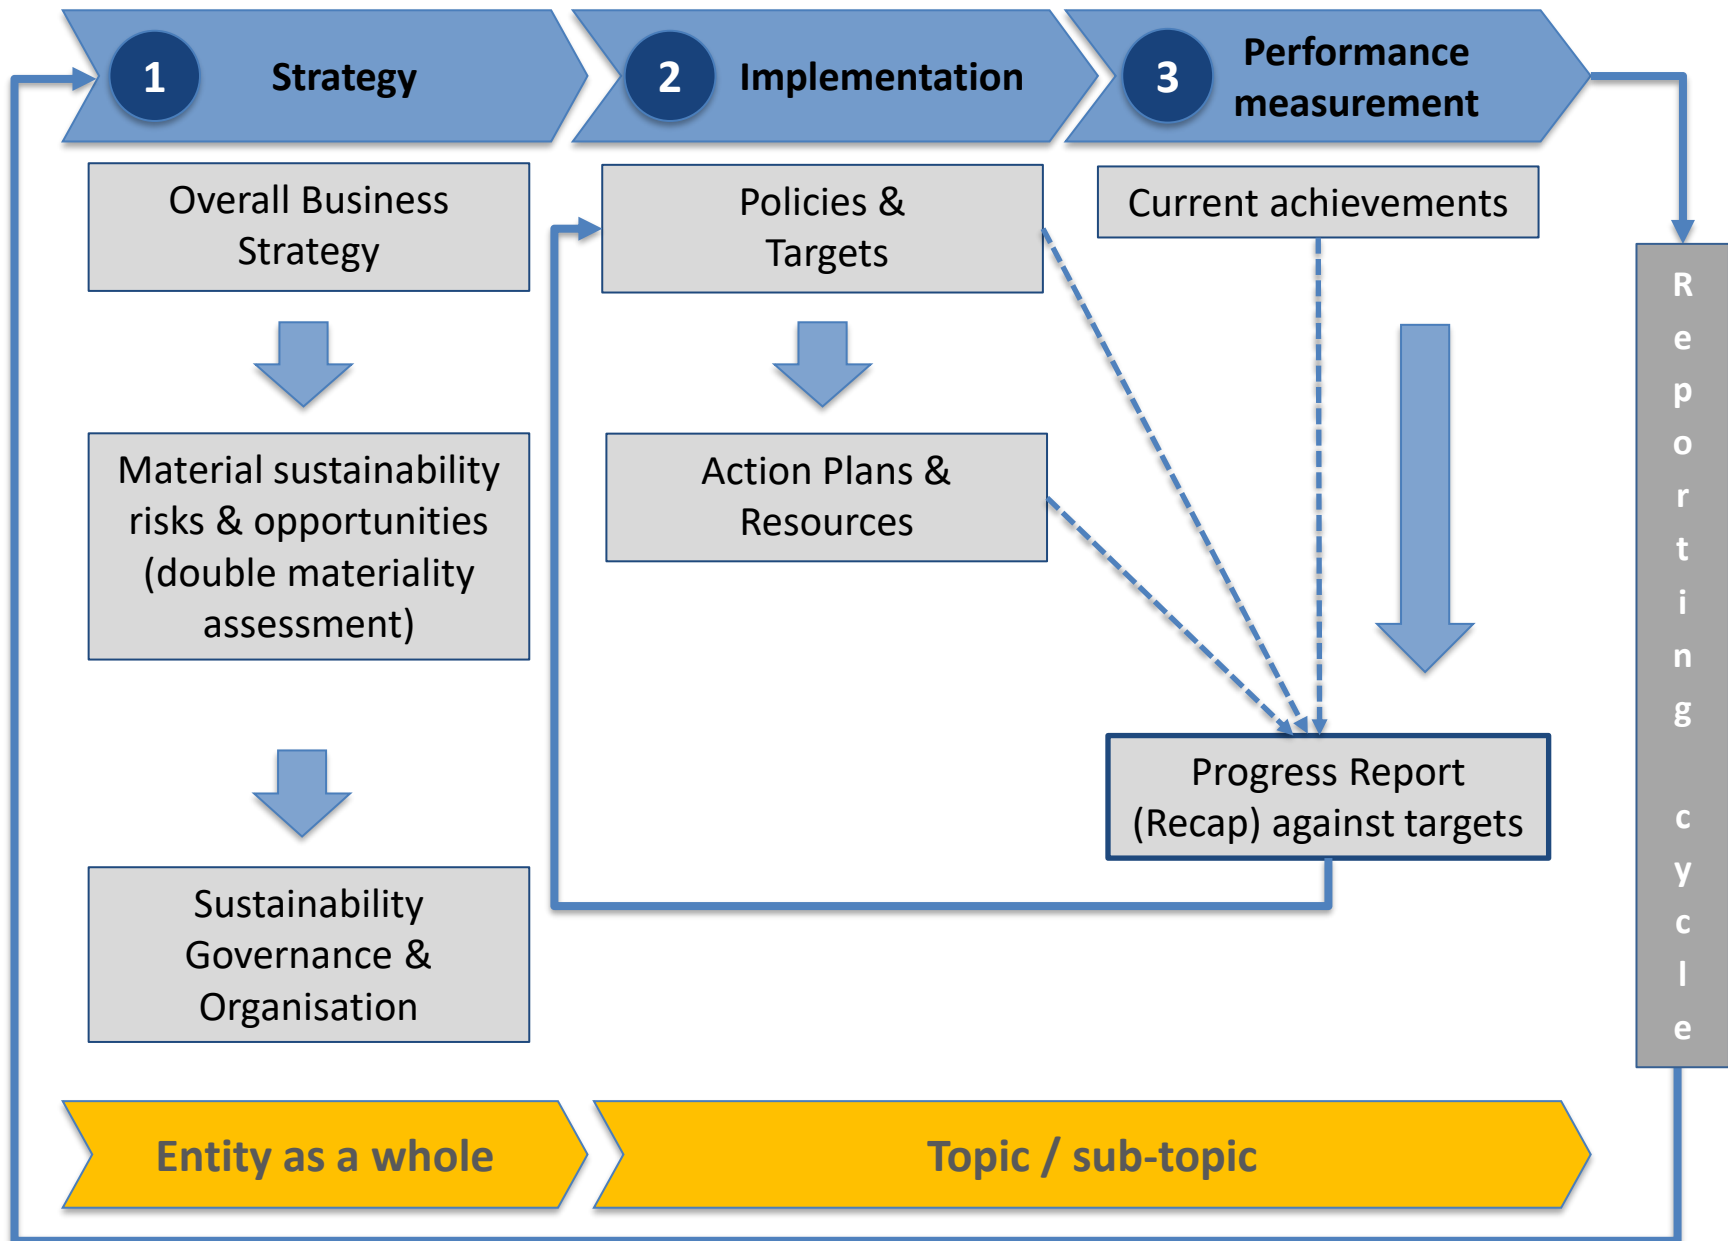 1
Strategy
2
Implementation
3
Performance
measurement
Overall Business
Strategy
Material sustainability
risks & opportunities
(double materiality
assessment)
Sustainability
Governance &
Organisation
Policies &
Targets
Action Plans &
Resources
Current achievements
Progress Report
(Recap) against targets
Reporting cycle
Entity as a whole
Topic / sub-topic